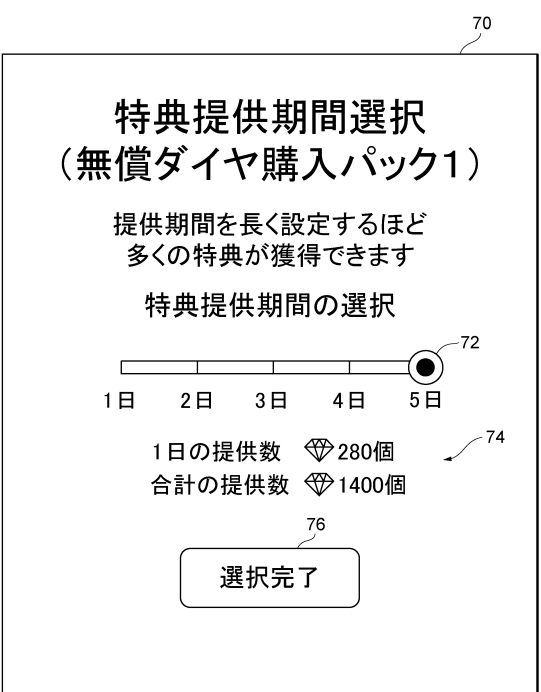 70
特典提供期間選択
（無償ダイヤ購入パック1）
提供期間を長く設定するほど
多くの特典が獲得できます
特典提供期間の選択
72
1日 2日 3日 4日 5日
74
1日の提供数 280個
合計の提供数 1400個
76
選択完了